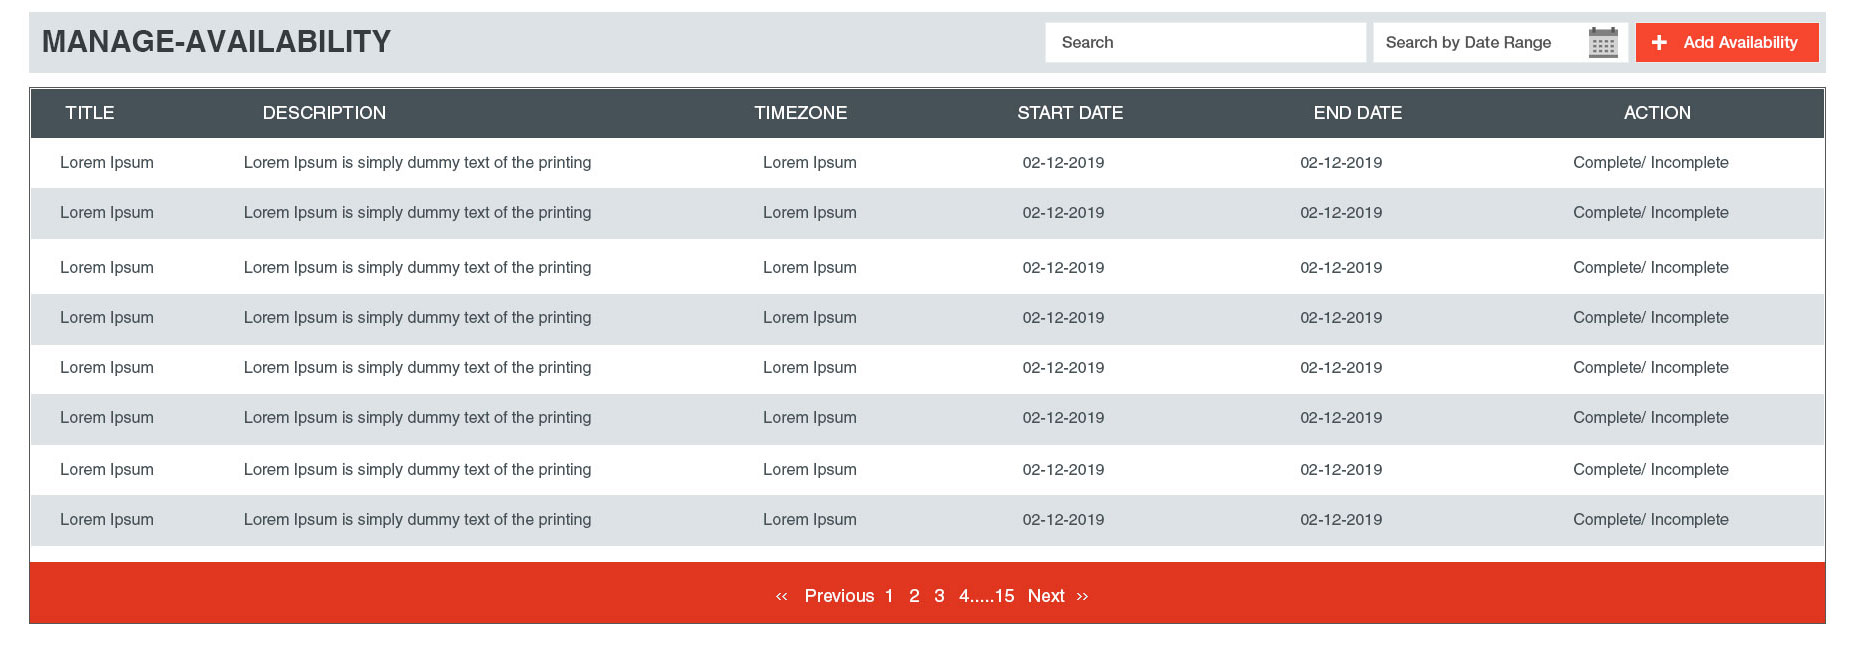 MANAGE-AVAILABILITY Search Search by Date Range Add Availability
TITLE DESCRIPTION TIMEZONE START DATE END DATE ACTION
Lorem Ipsum Lorem Ipsum is simply dummy text of the printing Lorem Ipsum 02-12-2019 02-12-2019 Complete/ Incomplete
Lorem Ipsum Lorem Ipsum is simply dummy text of the printing Lorem Ipsum 02-12-2019 02-12-2019 Complete/ Incomplete
Lorem Ipsum Lorem Ipsum is simply dummy text of the printing Lorem Ipsum 02-12-2019 02-12-2019 Complete/ Incomplete
Lorem Ipsum Lorem Ipsum is simply dummy text of the printing Lorem Ipsum 02-12-2019 02-12-2019 Complete/ Incomplete
Lorem Ipsum Lorem Ipsum is simply dummy text of the printing Lorem Ipsum 02-12-2019 02-12-2019 Complete/ Incomplete
Lorem Ipsum Lorem Ipsum is simply dummy text of the printing Lorem Ipsum 02-12-2019 02-12-2019 Complete/ Incomplete
Lorem Ipsum Lorem Ipsum is simply dummy text of the printing Lorem Ipsum 02-12-2019 02-12-2019 Complete/ Incomplete
Lorem Ipsum Lorem Ipsum is simply dummy text of the printing Lorem Ipsum 02-12-2019 02-12-2019 Complete/ Incomplete
‹‹ Previous 1 2 3 4.....15 Next ››